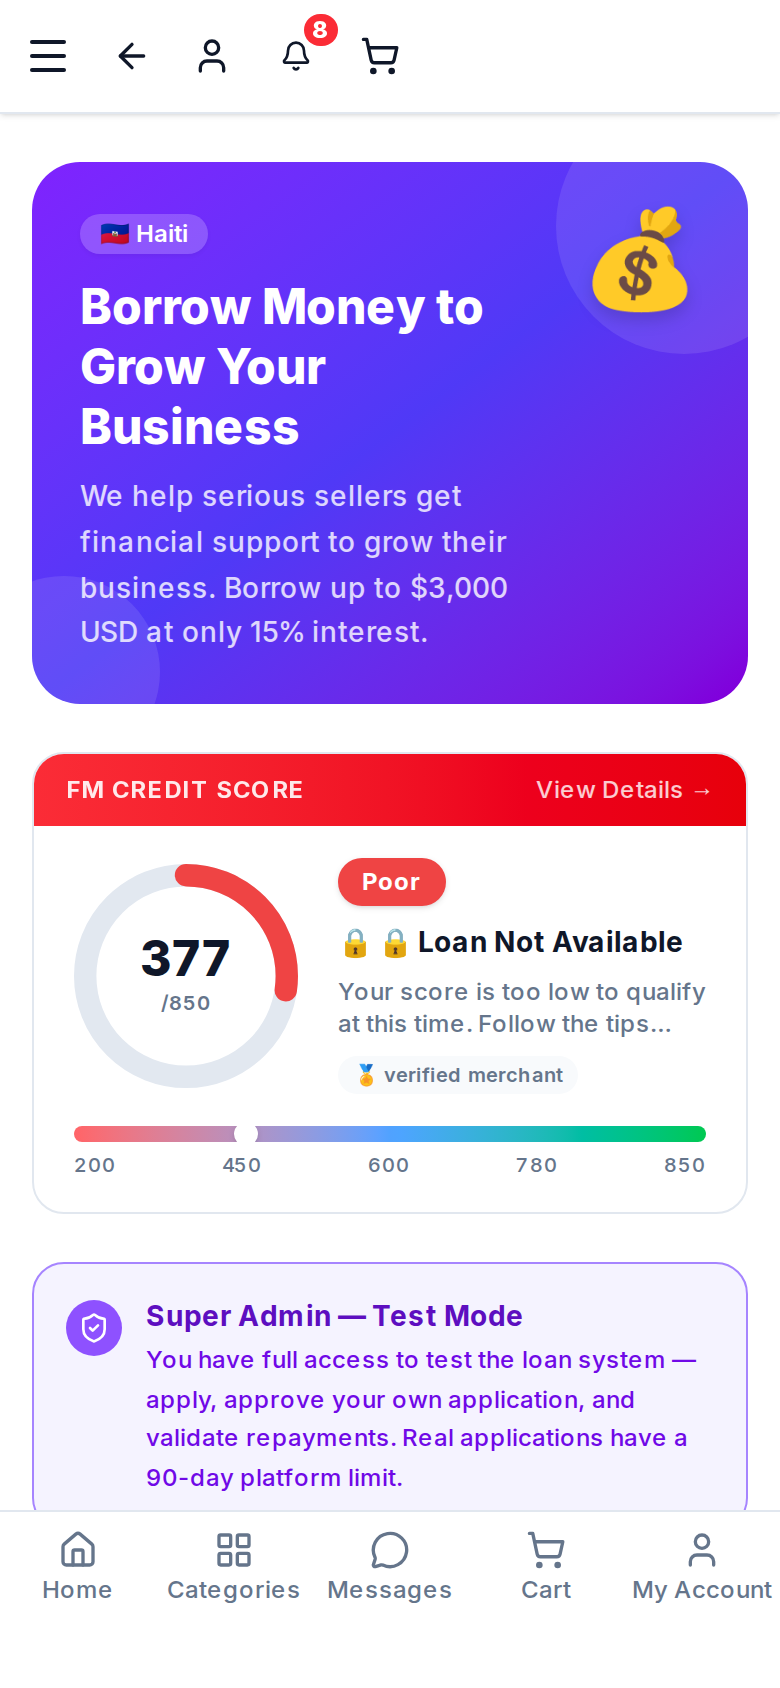 8
Haiti
Borrow Money to
Grow Your
Business
We help serious sellers get
financial support to grow their
business. Borrow up to $3,000
USD at only 15% interest.
FM CREDIT SCORE
View Details →
377
/850
Poor
🔒 🔒 Loan Not Available
Your score is too low to qualify
at this time. Follow the tips...
🏅 verified merchant
200 450 600 780 850
Super Admin — Test Mode
You have full access to test the loan system —
apply, approve your own application, and
validate repayments. Real applications have a
90-day platform limit.
Home Categories Messages Cart My Account